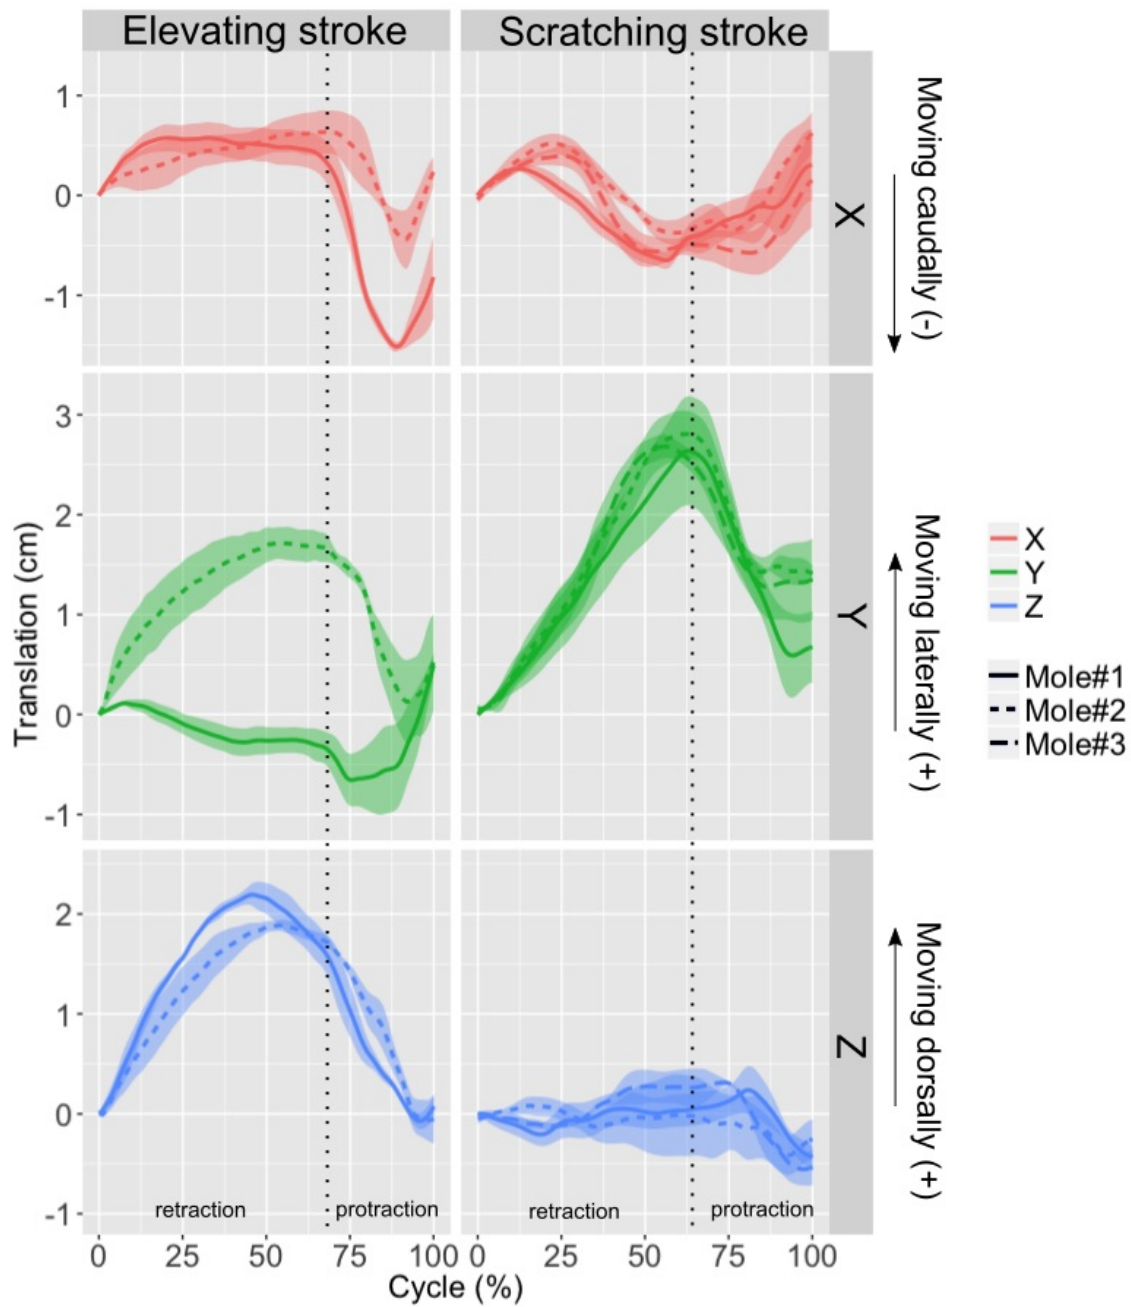 Elevating stroke
Scratching stroke
1
0
-1
X
Moving caudally (-)
3
2
1
0
-1
Y
Moving laterally (+)
Translation (cm)
2
1
0
-1
Z
Moving dorsally (+)
retraction
protraction
retraction
protraction
0 25 50 75 100
0 25 50 75 100
Cycle (%)
X
Y
Z
Mole#1
Mole#2
Mole#3